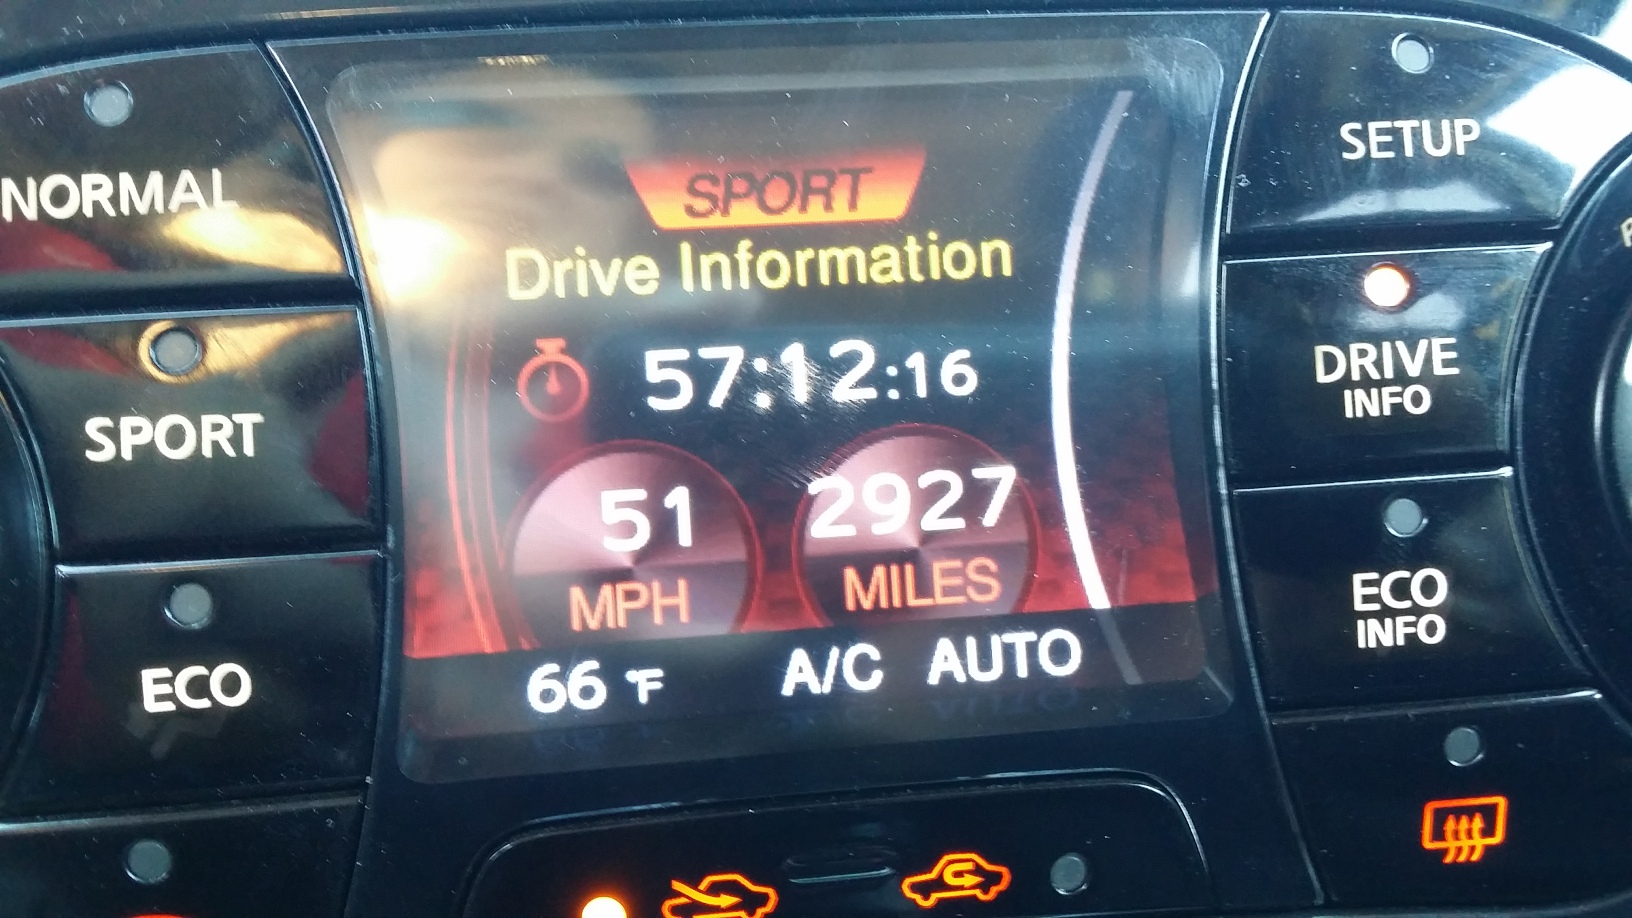 NORMAL
SPORT
ECO
SPORT
Drive Information
57:12:16
51 2927
MPH MILES
66 °F A/C AUTO
SETUP
DRIVE
INFO
ECO
INFO